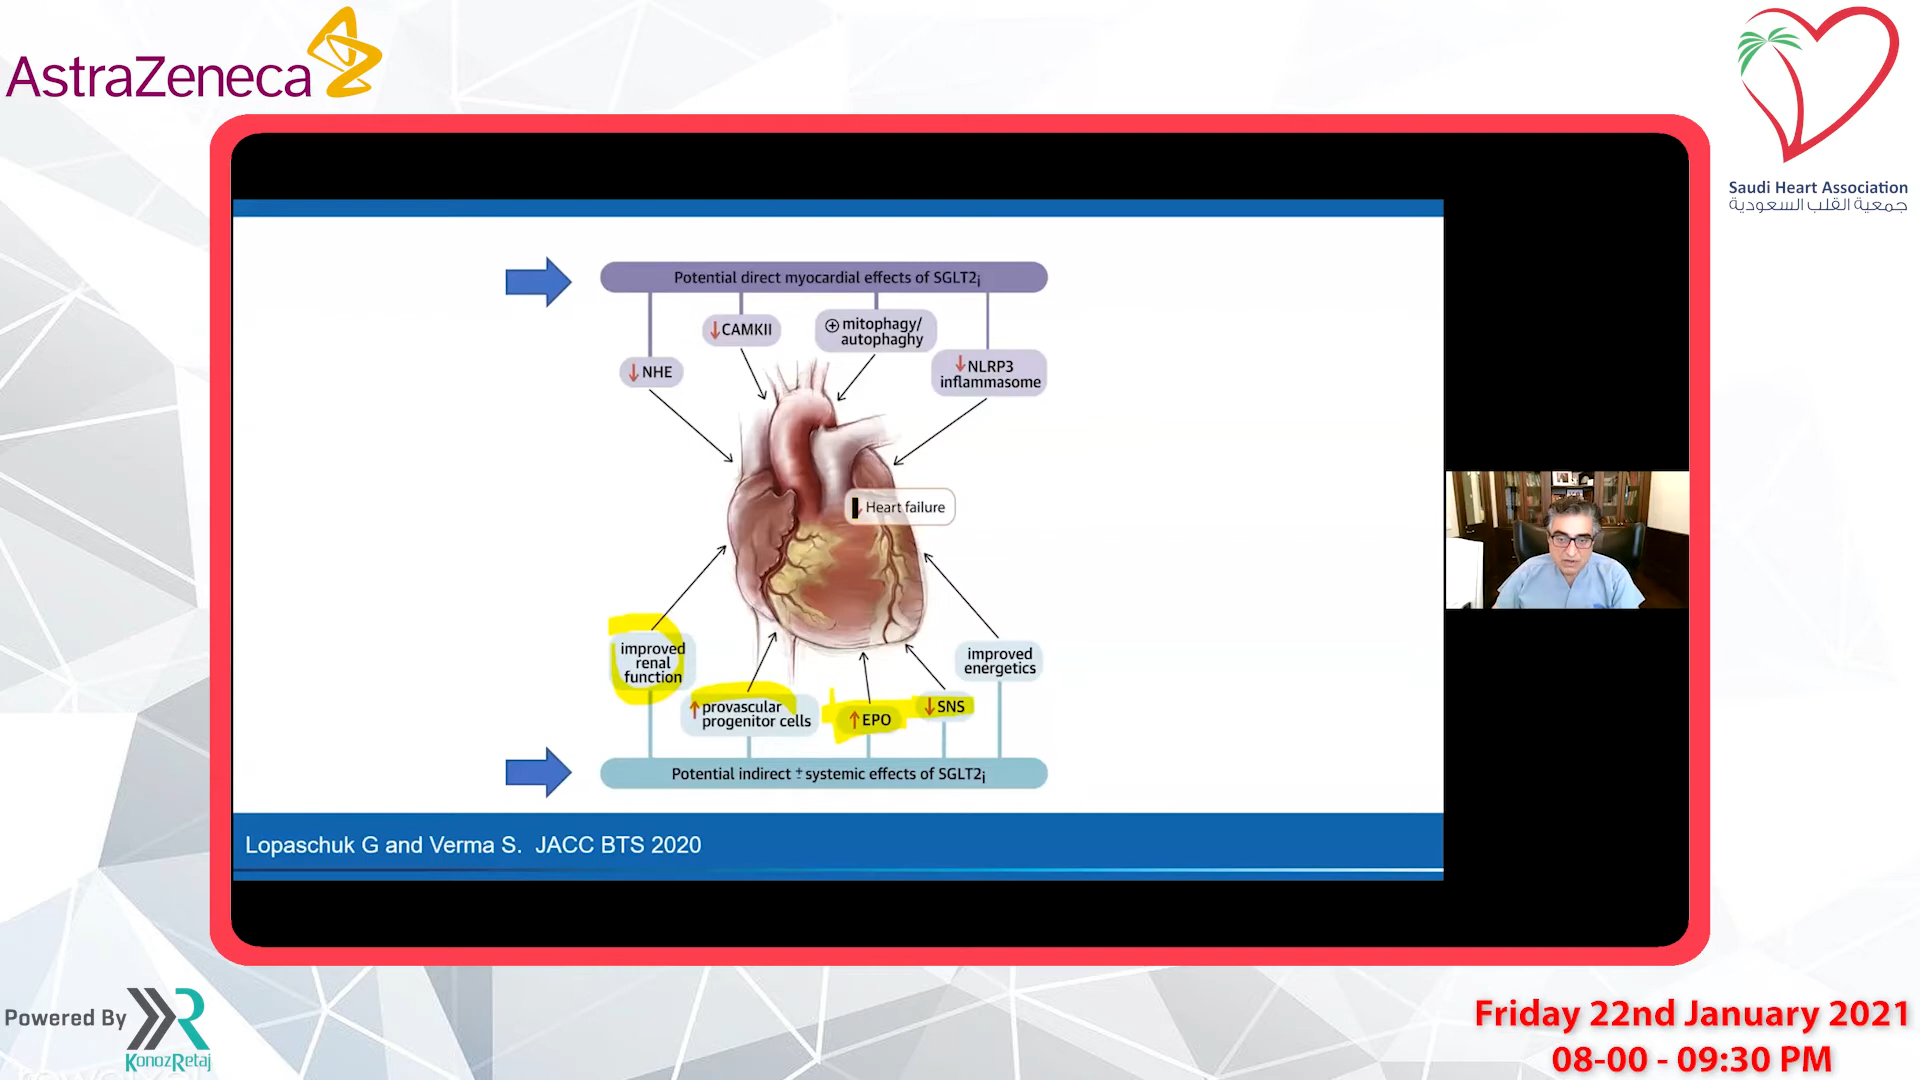 AstraZeneca
Saudi Heart Association
جمعية القلب السعودية
Potential direct myocardial effects of SGLT2i
↓CAMKII
⊕ mitophagy/
autophaghy
↓NHE
↓NLRP3
inflammasome
Heart failure
improved
renal
function
improved
energetics
↑provascular
progenitor cells
↑EPO
↓SNS
Potential indirect ± systemic effects of SGLT2i
Lopaschuk G and Verma S. JACC BTS 2020
Powered By
KonozRetaj
Friday 22nd January 2021
08-00 - 09:30 PM